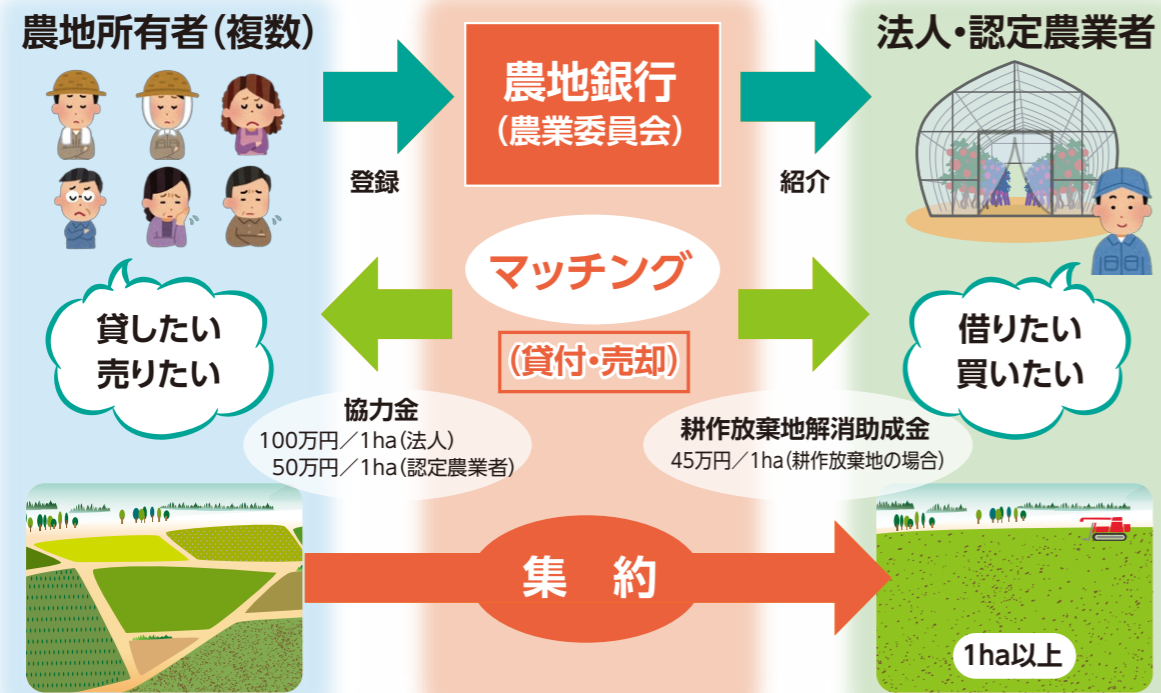 農地所有者(複数)
農地銀行
(農業委員会)
法人・認定農業者
登録
紹介
マッチング
(貸付・売却)
貸したい
売りたい
借りたい
買いたい
協力金
100万円／1ha(法人)
50万円／1ha(認定農業者)
耕作放棄地解消助成金
45万円／1ha(耕作放棄地の場合)
集　約
1ha以上